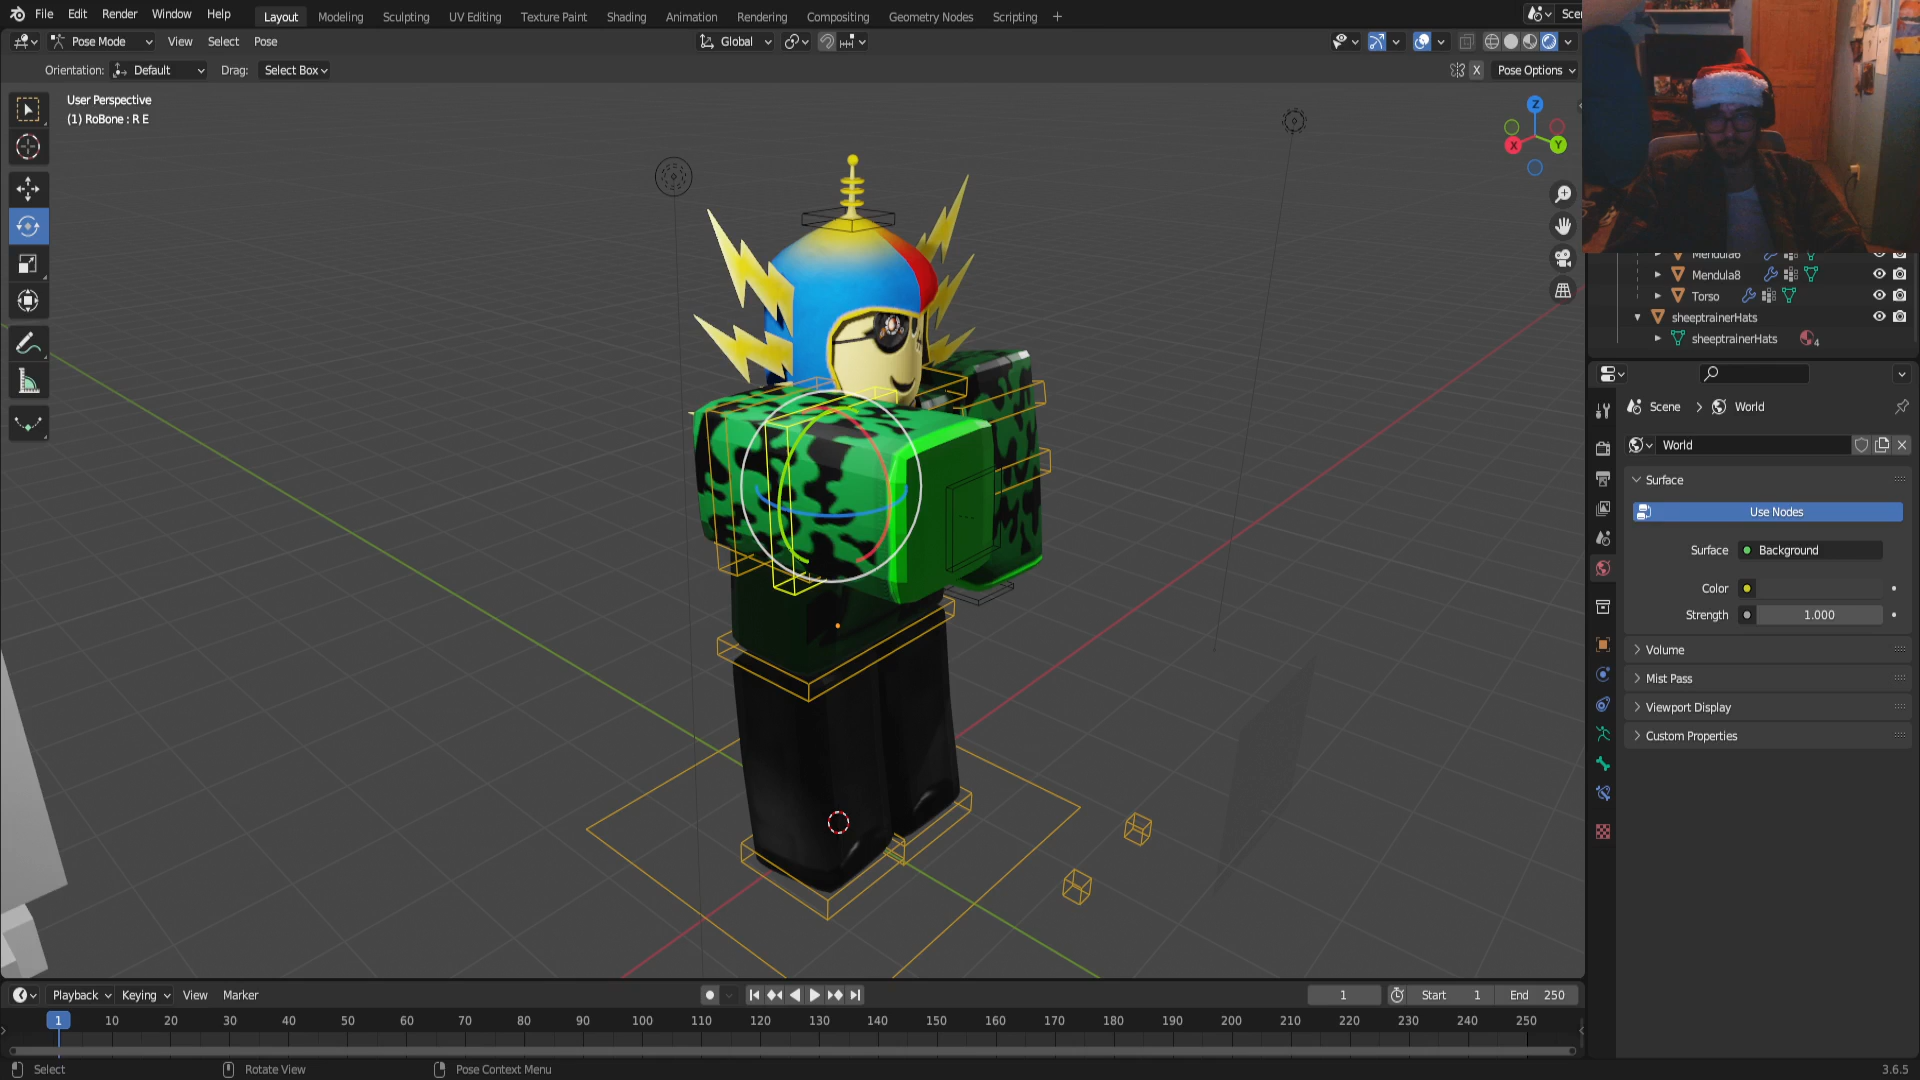 File Edit Render Window Help Layout Modeling Sculpting UV Editing Texture Paint Shading Animation Rendering Compositing Geometry Nodes Scripting +
Pose Mode View Select Pose Global
Orientation: Default Drag: Select Box X Pose Options
User Perspective
(1) RoBone : R E
Z
X Y
Mendula8
Torso
sheeptrainerHats
sheeptrainerHats 4
Scene > World
World
Surface
Use Nodes
Surface Background
Color
Strength 1.000
Volume
Mist Pass
Viewport Display
Custom Properties
Playback Keying View Marker 1 Start 1 End 250
1 10 20 30 40 50 60 70 80 90 100 110 120 130 140 150 160 170 180 190 200 210 220 230 240 250
Select Rotate View Pose Context Menu 3.6.5